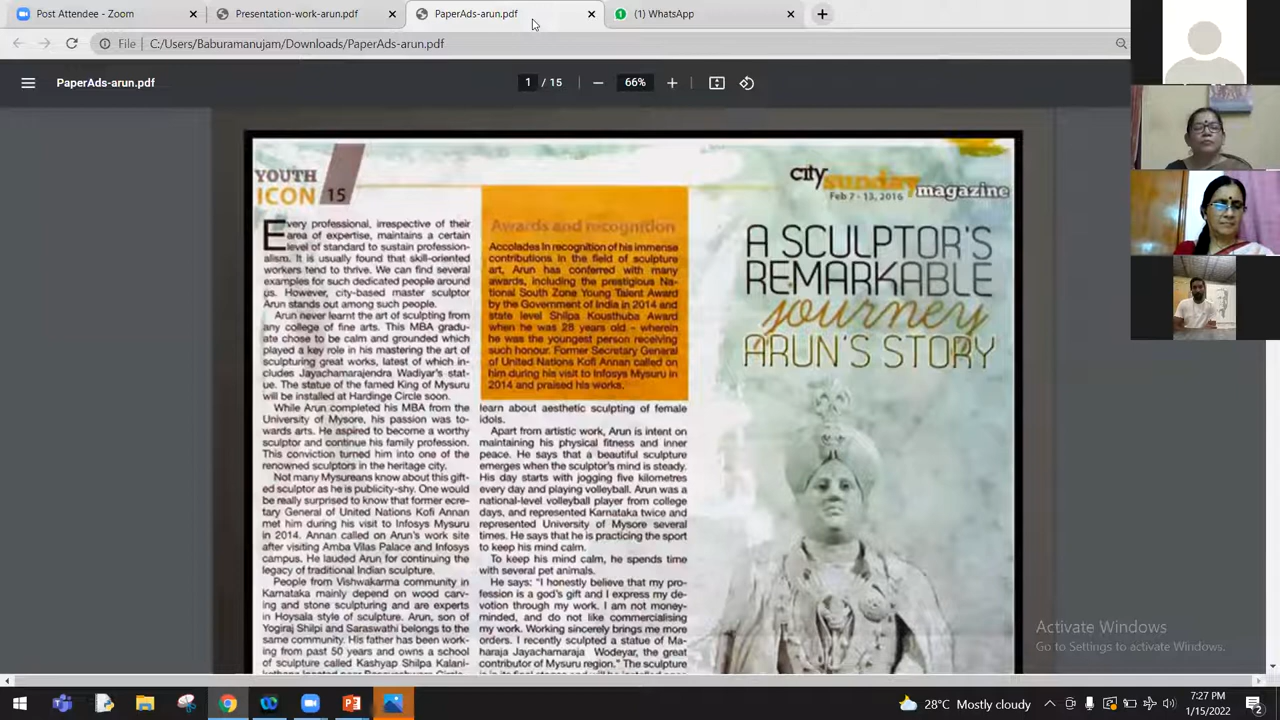 Post Attendee - Zoom
Presentation-work-arun.pdf
PaperAds-arun.pdf
(1) WhatsApp
File
C:/Users/Baburamanujam/Downloads/PaperAds-arun.pdf
PaperAds-arun.pdf
1 / 15
66%
YOUTH
ICON 15
Every professional, irrespective of their
area of expertise, maintains a certain
level of standard to sustain profession-
alism. It is usually found that skill-oriented
workers tend to thrive. We can find several
examples for such dedicated people around
us. However, city-based master sculptor
Arun stands out among such people.
Arun never learnt the art of sculpting from
any college of fine arts. This MBA gradu-
ate chose to be calm and grounded which
played a key role in his mastering the art of
sculpturing great works, latest of which in-
cludes Jayachamarajendra Wadiyar's stat-
ue. The statue of the famed King of Mysuru
will be installed at Hardinge Circle soon.
While Arun completed his MBA from the
University of Mysore, his passion was to-
wards arts. He aspired to become a worthy
sculptor and continue his family profession.
This conviction turned him into one of the
renowned sculptors in the heritage city.
Not many Mysureans know about this gift-
ed sculptor as he is publicity-shy. One would
be really surprised to know that former ecre-
tary General of United Nations Kofi Annan
met him during his visit to Infosys Mysuru
in 2014. Annan called on Arun's work site
after visiting Amba Vilas Palace and Infosys
campus. He lauded Arun for continuing the
legacy of traditional Indian sculpture.
People from Vishwakarma community in
Karnataka mainly depend on wood carv-
ing and stone sculpturing and are experts
in Hoysala style of sculpture. Arun, son of
Yogiraj Shilpi and Saraswathi belongs to the
same community. His father has been work-
ing from past 50 years and owns a school
of sculpture called Kashyap Shilpa Kalani-
Awards and recognition
Accolades in recognition of his immense
contributions in the field of sculpture
art, Arun has conferred with many
awards, including the prestigious Na-
tional South Zone Young Talent Award
by the Government of India in 2014 and
state level Shilpa Kousthuba Award
when he was 28 years old - wherein
he was the youngest person receiving
such honour. Former Secretary General
of United Nations Kofi Annan called on
him during his visit to Infosys Mysuru in
2014 and praised his works.
learn about aesthetic sculpting of female
idols.
Apart from artistic work, Arun is intent on
maintaining his physical fitness and inner
peace. He says that a beautiful sculpture
emerges when the sculptor's mind is steady.
His day starts with jogging five kilometres
every day and playing volleyball. Arun was a
national-level volleyball player from college
days, and represented Karnataka twice and
represented University of Mysore several
times. He says that he is practicing the sport
to keep his mind calm.
To keep his mind calm, he spends time
with several pet animals.
He says: "I honestly believe that my pro-
fession is a god's gift and I express my de-
votion through my work. I am not money-
minded, and do not like commercialising
my work. Working sincerely brings me more
orders. I recently sculpted a statue of Ma-
haraja Jayachamaraja Wodeyar, the great
contributor of Mysuru region." The sculpture
city sunday magazine
Feb 7 - 13, 2016
A SCULPTOR'S
REMARKABLE
journey
ARUN'S STORY
Activate Windows
Go to Settings to activate Windows.
28°C Mostly cloudy
7:27 PM
1/15/2022
2